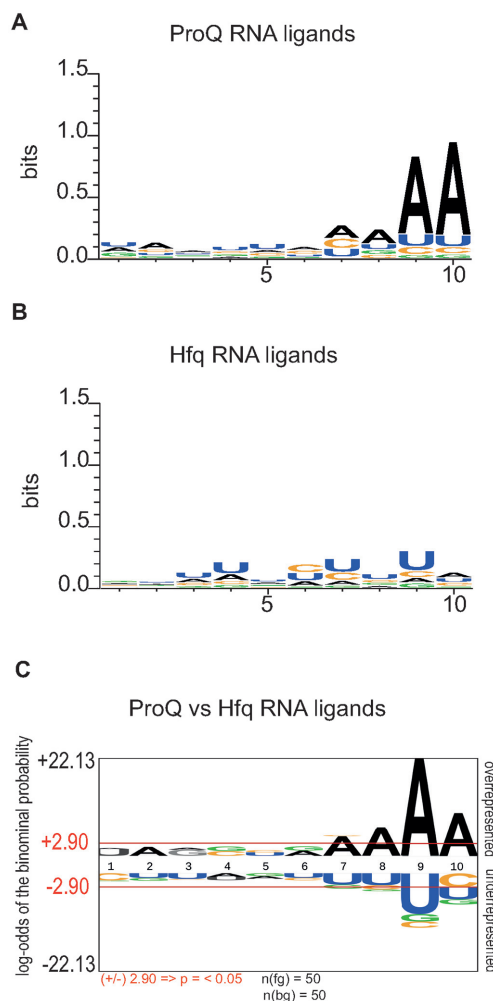 A
ProQ RNA ligands
bits
1.5
1.0
0.5
0.0
5
10
B
Hfq RNA ligands
bits
1.5
1.0
0.5
0.0
5
10
C
ProQ vs Hfq RNA ligands
log-odds of the binominal probability
+22.13
+2.90
-2.90
-22.13
1 2 3 4 5 6 7 8 9 10
overrepresented
underrepresented
(+/-) 2.90 => p = < 0.05 n(fg) = 50
n(bg) = 50